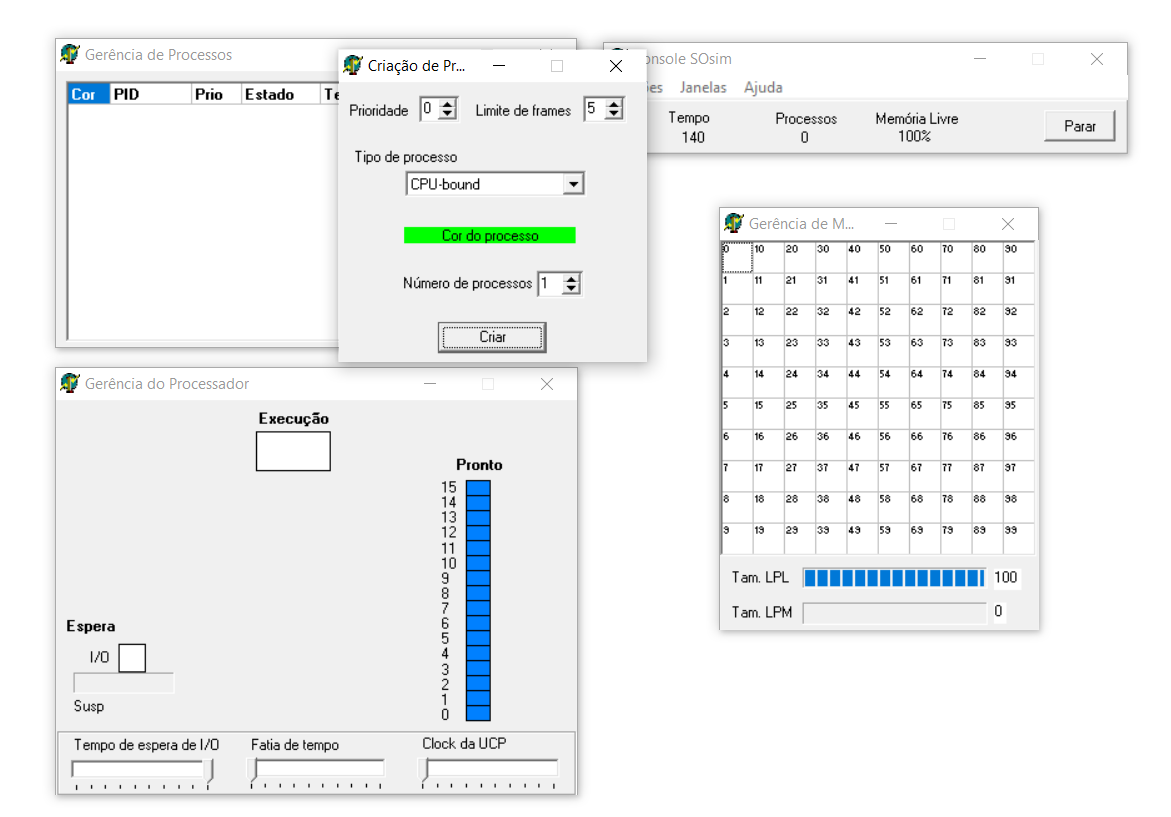 Gerência de Processos
Cor PID Prio Estado Te
Criação de Pr...
Prioridade 0 Limite de frames 5
Tipo de processo
CPU-bound
Cor do processo
Número de processos 1
Criar
onsole SOsim
es Janelas Ajuda
Tempo Processos Memória Livre
140 0 100%
Parar
Gerência de M...
0 10 20 30 40 50 60 70 80 90
1 11 21 31 41 51 61 71 81 91
2 12 22 32 42 52 62 72 82 92
3 13 23 33 43 53 63 73 83 93
4 14 24 34 44 54 64 74 84 94
5 15 25 35 45 55 65 75 85 95
6 16 26 36 46 56 66 76 86 96
7 17 27 37 47 57 67 77 87 97
8 18 28 38 48 58 68 78 88 98
9 19 29 39 49 59 69 79 89 99
Tam. LPL 100
Tam. LPM 0
Gerência do Processador
Execução
Pronto
15
14
13
12
11
10
9
8
7
6
5
4
3
2
1
0
Espera
I/O
Susp
Tempo de espera de I/O Fatia de tempo Clock da UCP